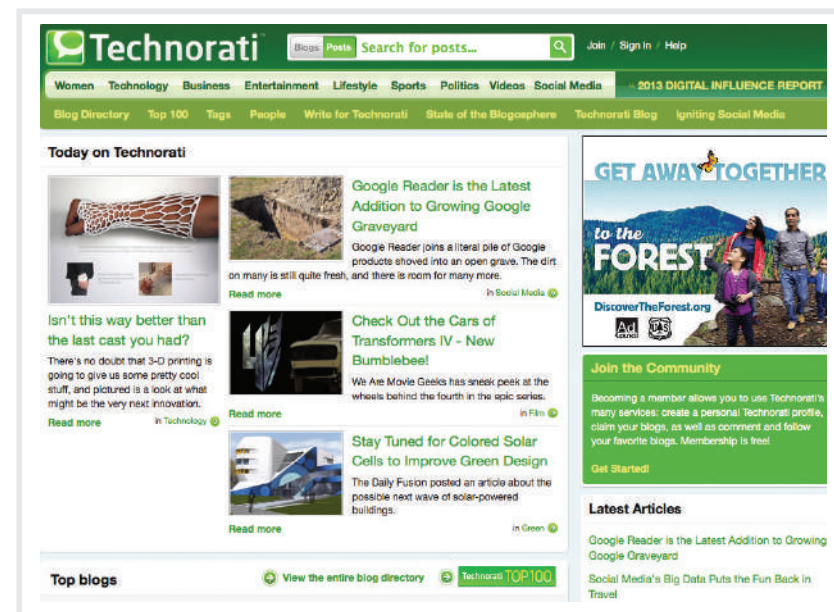 Technorati
Blogs Posts Search for posts... Join / Sign in / Help
Women Technology Business Entertainment Lifestyle Sports Politics Videos Social Media 2013 DIGITAL INFLUENCE REPORT
Blog Directory Top 100 Tags People Write for Technorati State of the Blogosphere Technorati Blog Igniting Social Media
Today on Technorati
Isn't this way better than
the last cast you had?
There's no doubt that 3-D printing is
going to give us some pretty cool
stuff, and pictured is a look at what
might be the very next innovation.
Read more in Technology
Google Reader is the Latest
Addition to Growing Google
Graveyard
Google Reader joins a literal pile of Google
products shoved into an open grave. The dirt
on many is still quite fresh, and there is room for many more.
Read more in Social Media
Check Out the Cars of
Transformers IV - New
Bumblebee!
We Are Movie Geeks has sneak peek at the
wheels behind the fourth in the epic series.
Read more in Film
Stay Tuned for Colored Solar
Cells to Improve Green Design
The Daily Fusion posted an article about the
possible next wave of solar-powered
buildings.
Read more in Green
Top blogs View the entire blog directory Technorati TOP100
GET AWAY TOGETHER
to the
FOREST
DiscoverTheForest.org
Ad
Council
Join the Community
Becoming a member allows you to use Technorati's
many services: create a personal Technorati profile,
claim your blogs, as well as comment and follow
your favorite blogs. Membership is free!
Get Started!
Latest Articles
Google Reader is the Latest Addition to Growing
Google Graveyard
Social Media's Big Data Puts the Fun Back in
Travel